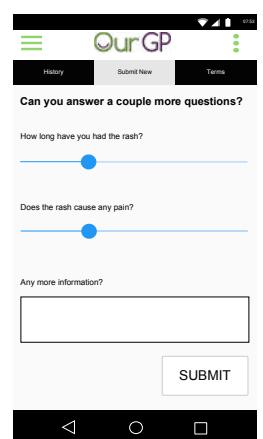 07:53
OurGP
History Submit New Terms
Can you answer a couple more questions?
How long have you had the rash?
Does the rash cause any pain?
Any more information?
SUBMIT